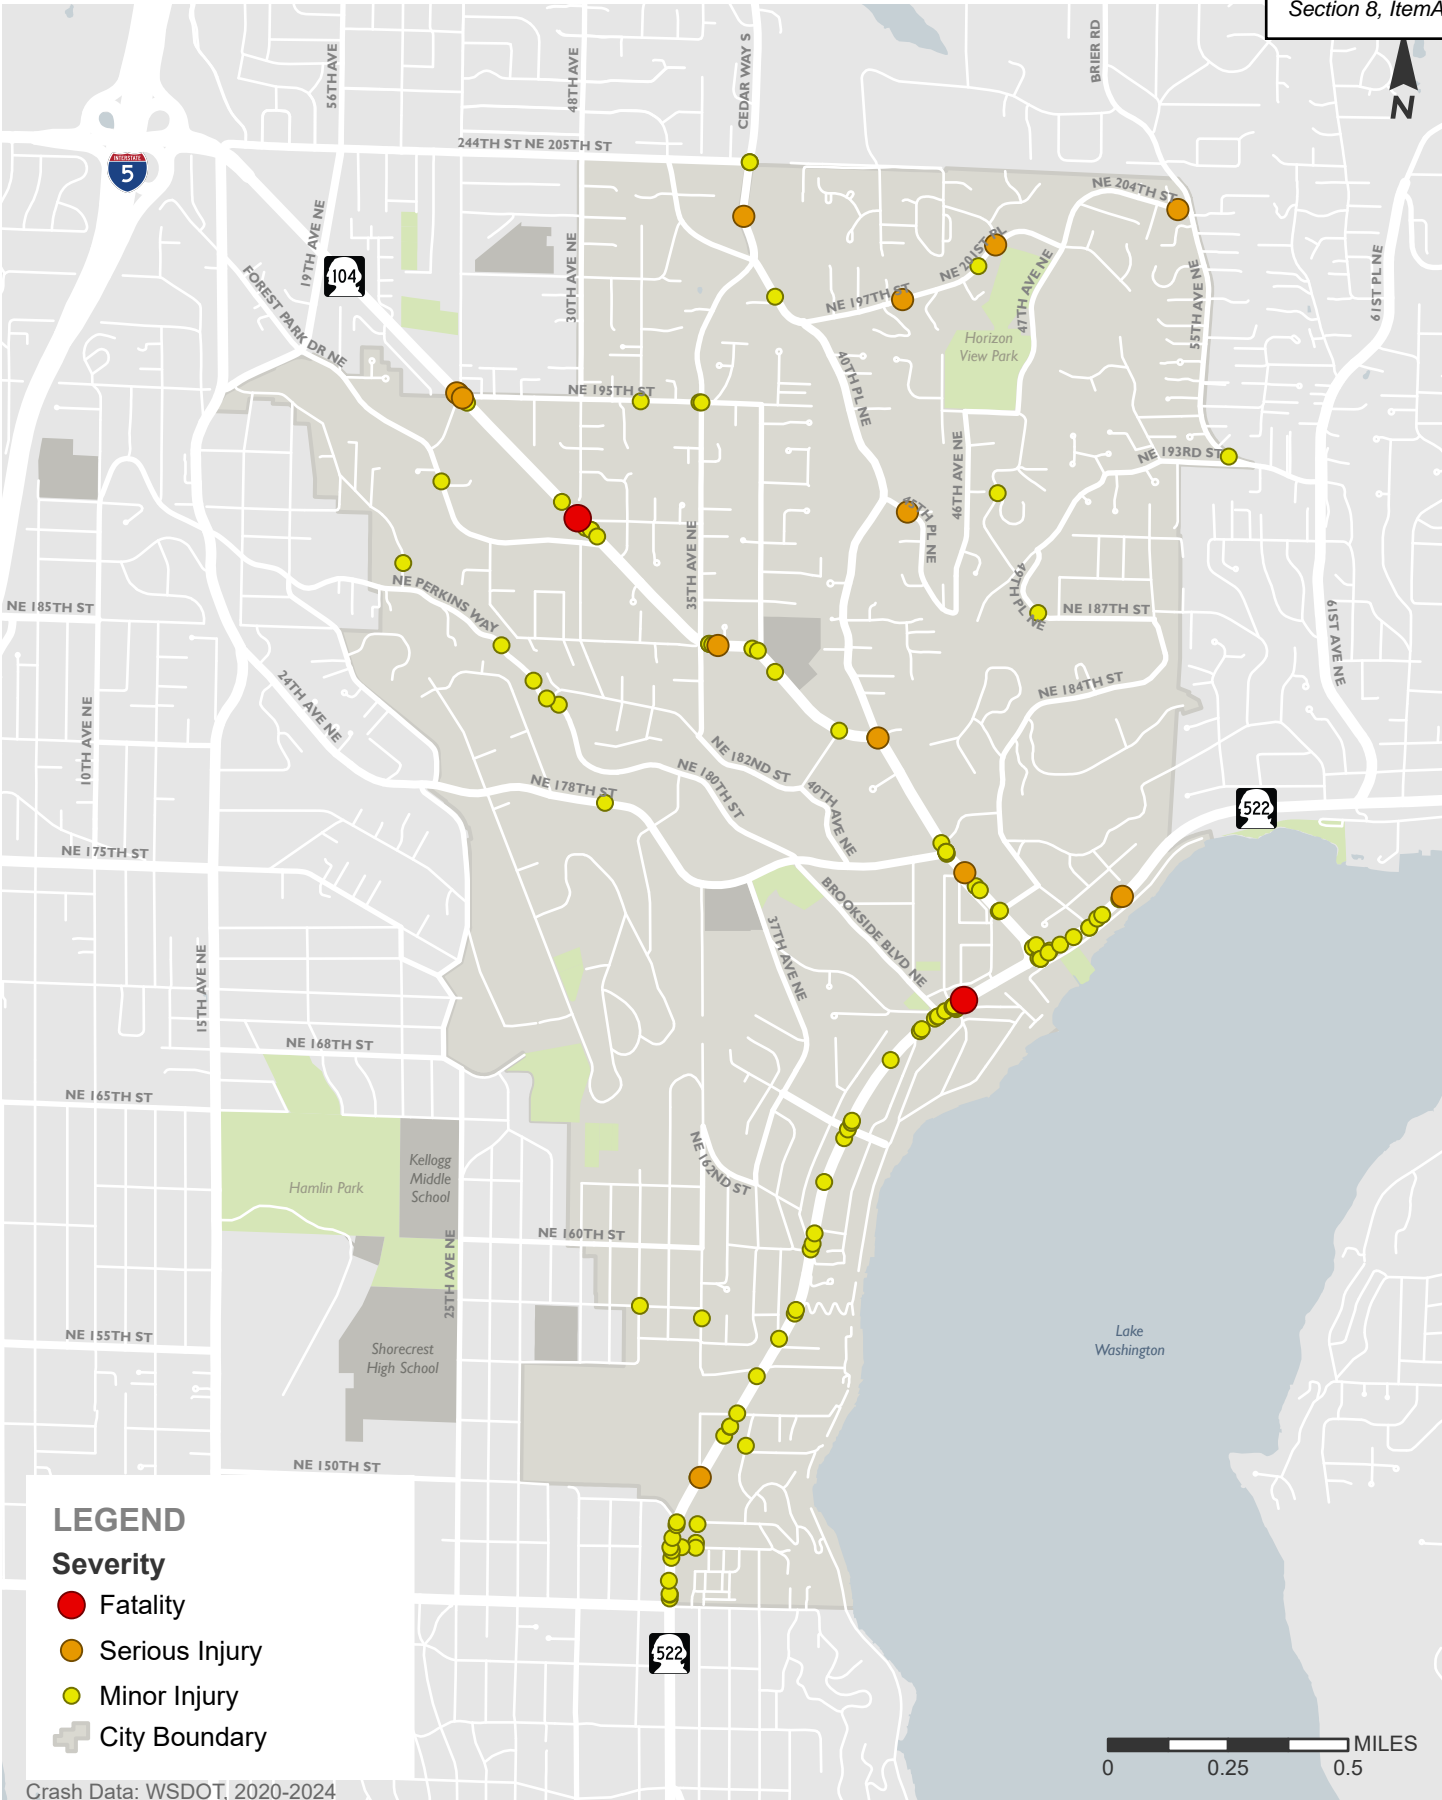 Section 8, ItemA
N
56TH AVE
48TH AVE
CEDAR WAY S
BRIER RD
244TH ST NE 205TH ST
INTERSTATE
5
NE 204TH ST
19TH AVE NE
104
FOREST PARK DR NE
30TH AVE NE
NE 201ST PL
NE 197TH ST
47TH AVE NE
55TH AVE NE
61ST PL NE
Horizon
View Park
40TH PL NE
NE 195TH ST
46TH AVE NE
NE 193RD ST
45TH PL NE
35TH AVE NE
49TH PL NE
NE 187TH ST
NE PERKINS WAY
NE 185TH ST
61ST AVE NE
24TH AVE NE
NE 184TH ST
10TH AVE NE
NE 182ND ST
NE 180TH ST
NE 178TH ST
40TH AVE NE
522
NE 175TH ST
BROOKSIDE BLVD NE
37TH AVE NE
15TH AVE NE
NE 168TH ST
NE 165TH ST
NE 162ND ST
Kellogg
Middle
School
Hamlin Park
NE 160TH ST
25TH AVE NE
NE 155TH ST
Shorecrest
High School
Lake
Washington
NE 150TH ST
LEGEND
Severity
Fatality
Serious Injury
Minor Injury
City Boundary
522
MILES
0 0.25 0.5
Crash Data: WSDOT, 2020-2024